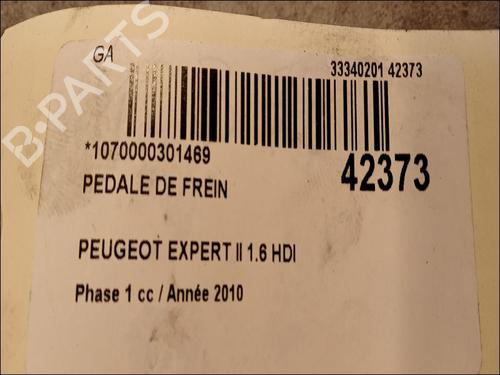 GA
33340201 42373
*1070000301469
42373
PEDALE DE FREIN
PEUGEOT EXPERT II 1.6 HDI
Phase 1 cc / Année 2010
B-PARTS